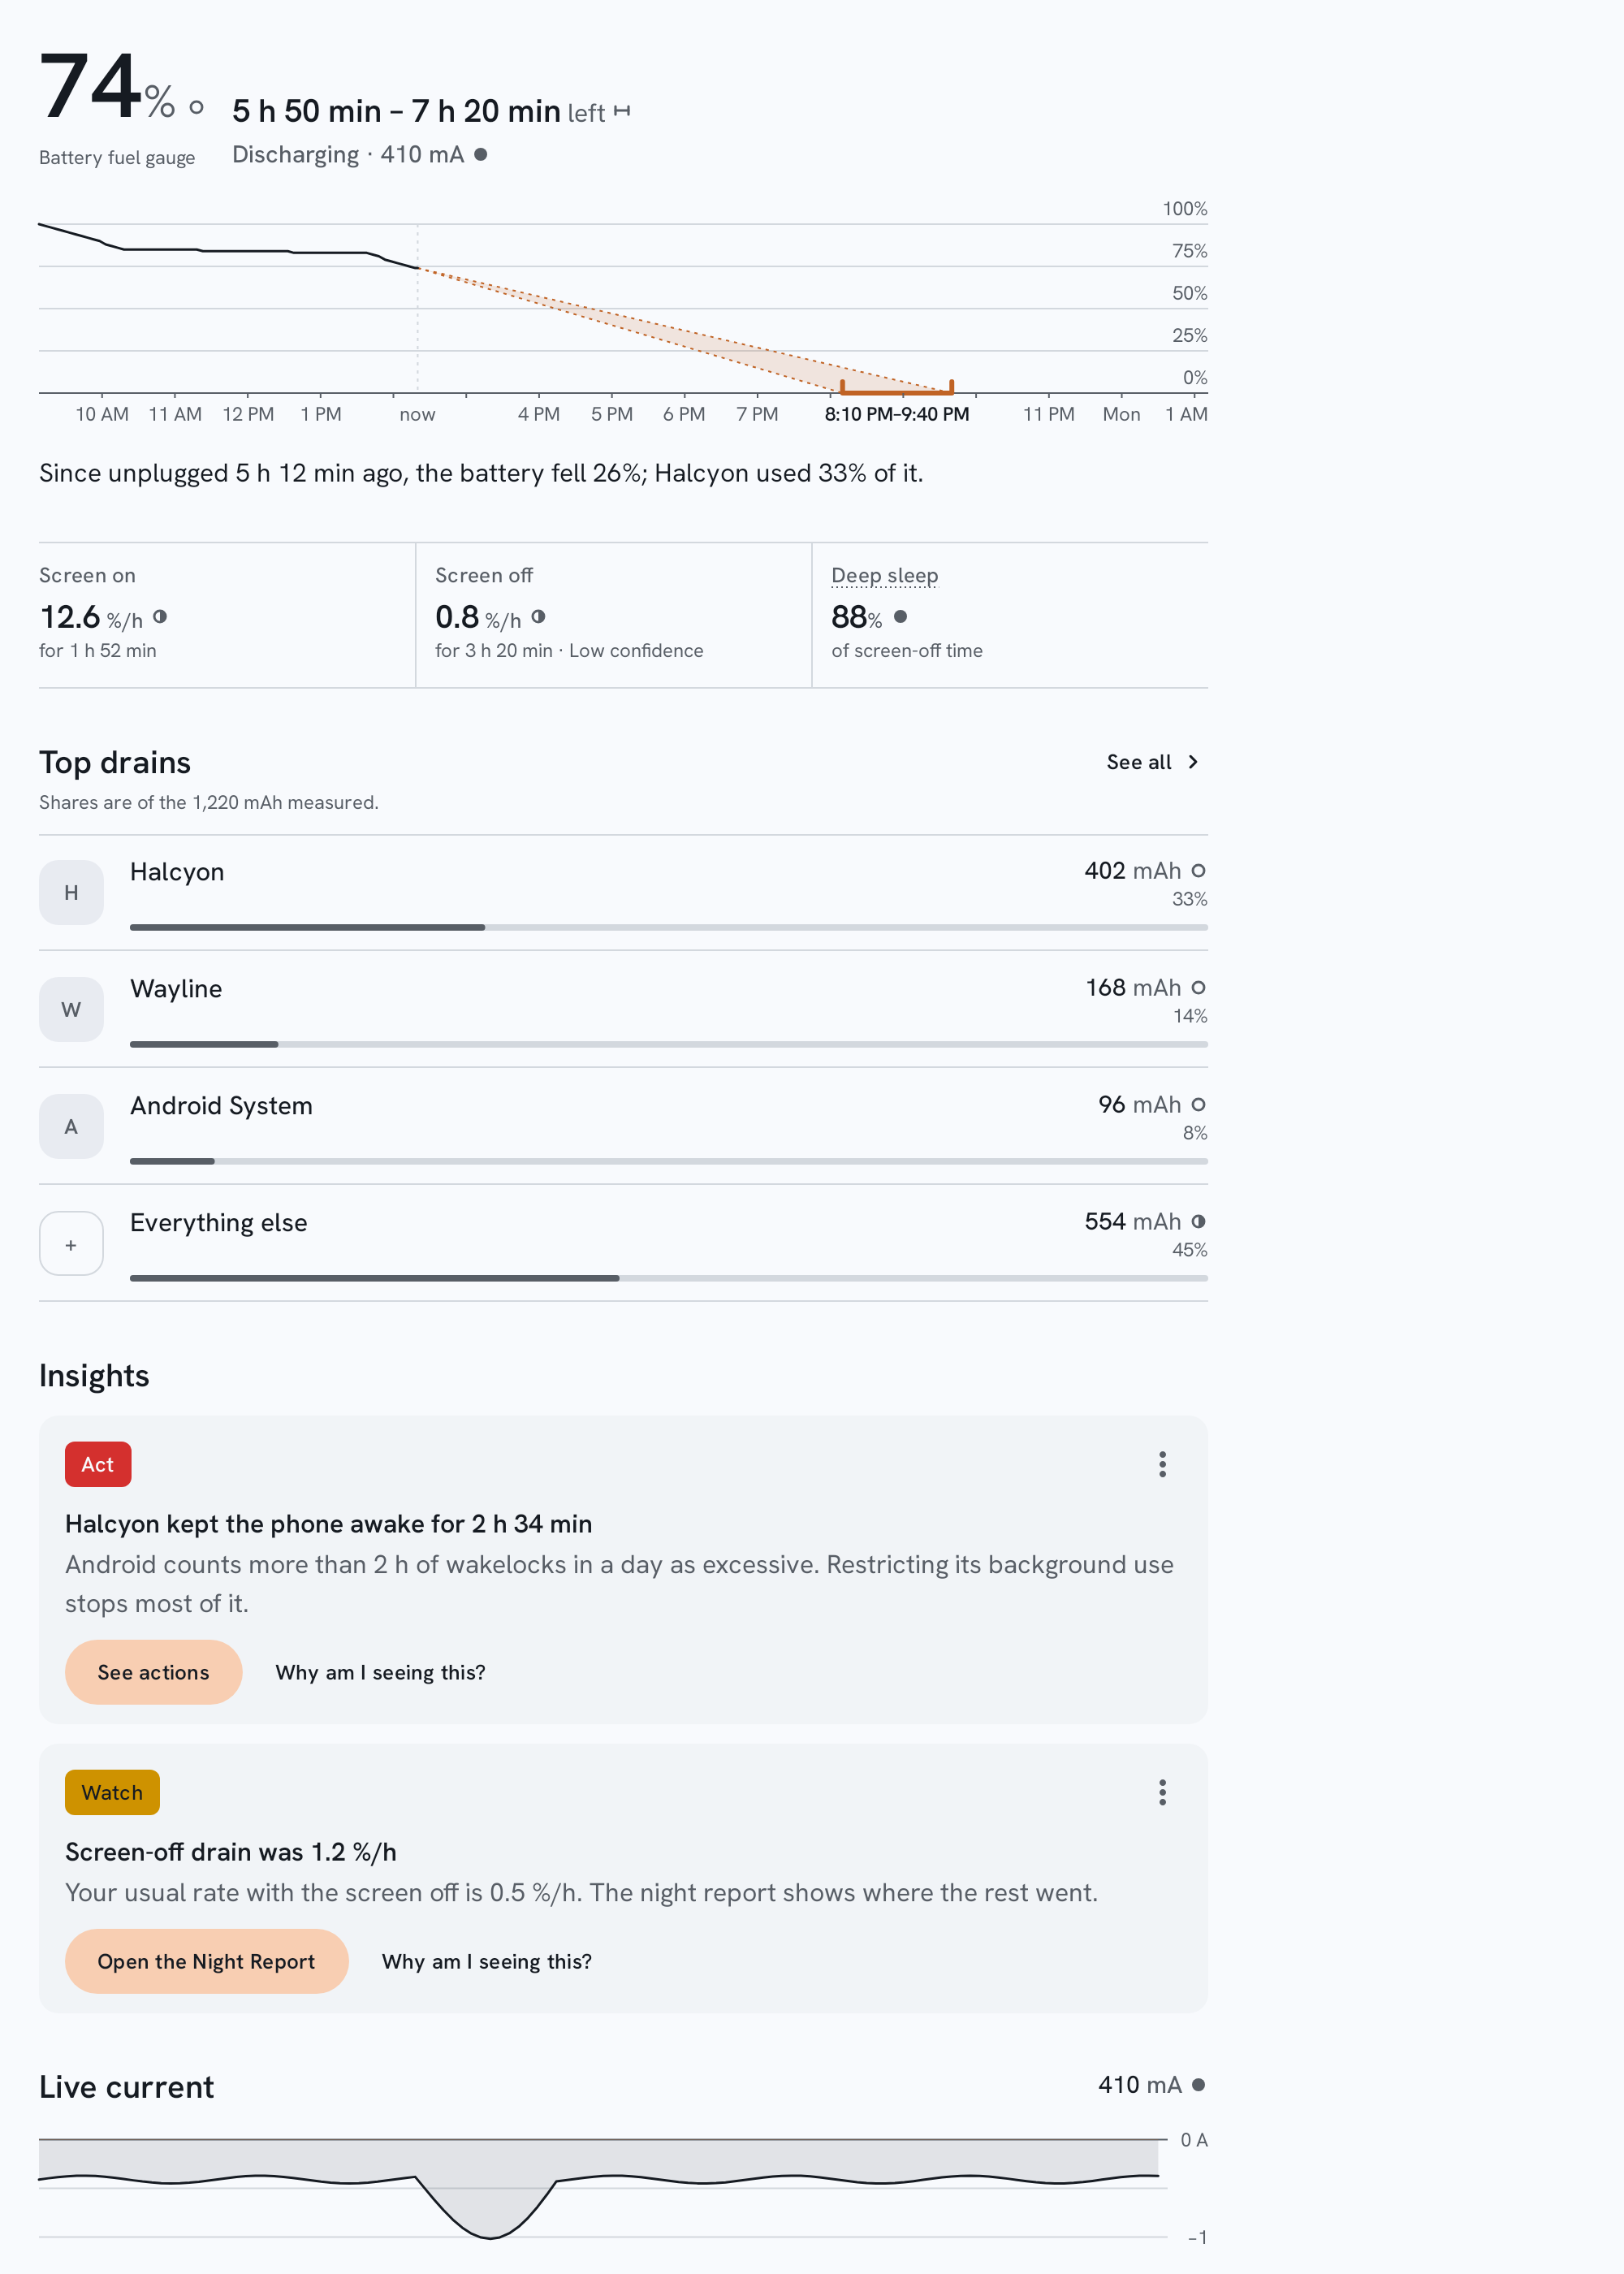 74%
5 h 50 min – 7 h 20 min left
Battery fuel gauge
Discharging · 410 mA
100%
75%
50%
25%
0%
10 AM 11 AM 12 PM 1 PM now 4 PM 5 PM 6 PM 7 PM 8:10 PM–9:40 PM 11 PM Mon 1 AM
Since unplugged 5 h 12 min ago, the battery fell 26%; Halcyon used 33% of it.
Screen on
12.6 %/h
for 1 h 52 min
Screen off
0.8 %/h
for 3 h 20 min · Low confidence
Deep sleep
88%
of screen-off time
Top drains
See all
Shares are of the 1,220 mAh measured.
H
Halcyon
402 mAh
33%
W
Wayline
168 mAh
14%
A
Android System
96 mAh
8%
+
Everything else
554 mAh
45%
Insights
Act
Halcyon kept the phone awake for 2 h 34 min
Android counts more than 2 h of wakelocks in a day as excessive. Restricting its background use
stops most of it.
See actions
Why am I seeing this?
Watch
Screen-off drain was 1.2 %/h
Your usual rate with the screen off is 0.5 %/h. The night report shows where the rest went.
Open the Night Report
Why am I seeing this?
Live current
410 mA
0 A
−1